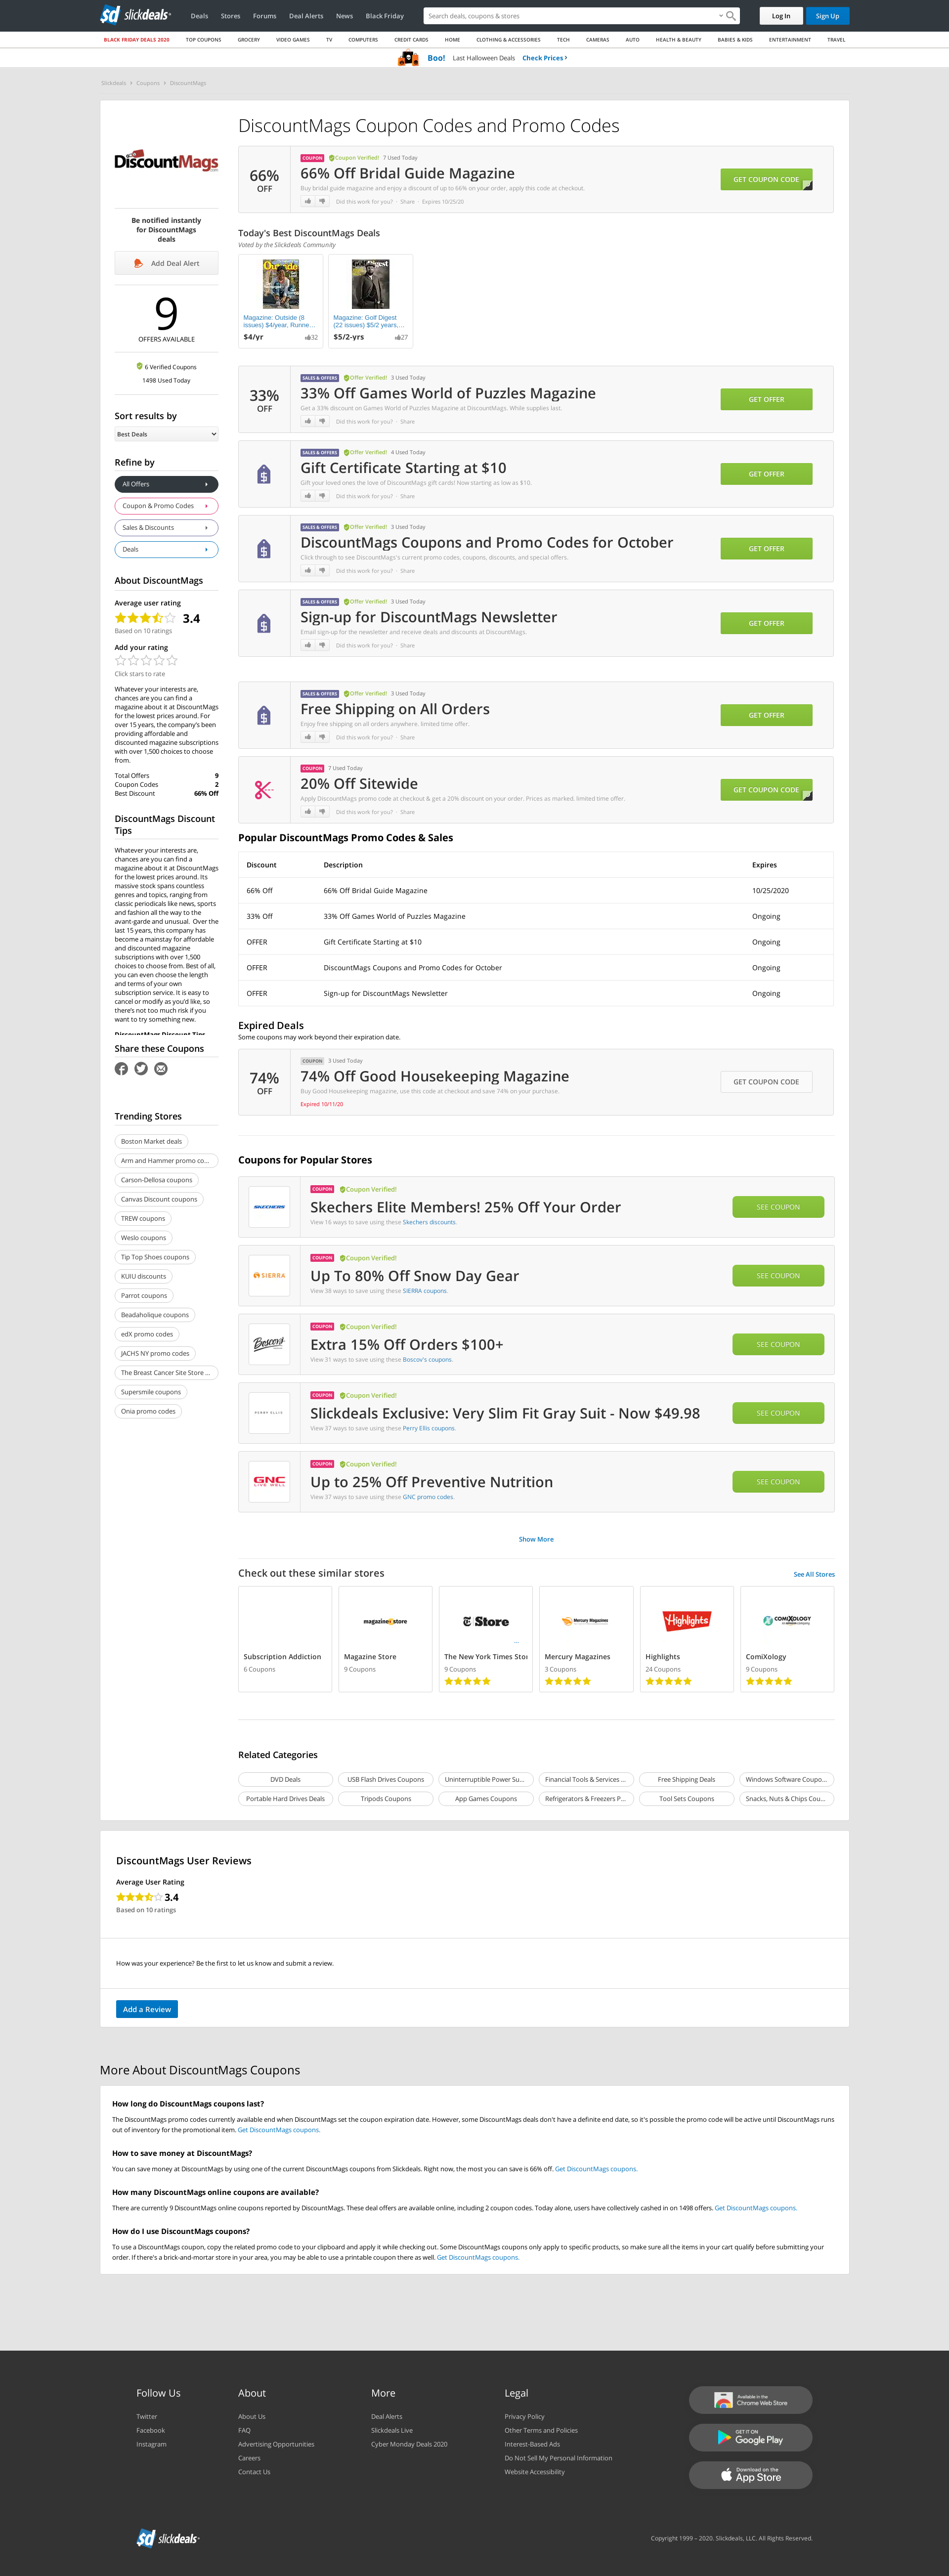 slickdeals
Deals
Stores
Forums
Deal Alerts
News
Black Friday
Search deals, coupons & stores
Log In
Sign Up
BLACK FRIDAY DEALS 2020
TOP COUPONS
GROCERY
VIDEO GAMES
TV
COMPUTERS
CREDIT CARDS
HOME
CLOTHING & ACCESSORIES
TECH
CAMERAS
AUTO
HEALTH & BEAUTY
BABIES & KIDS
ENTERTAINMENT
TRAVEL
Boo! Last Halloween Deals Check Prices
Slickdeals
Coupons
DiscountMags
DiscountMags
Be notified instantly
for DiscountMags
deals
Add Deal Alert
9
OFFERS AVAILABLE
6 Verified Coupons
1498 Used Today
Sort results by
Best Deals
Refine by
All Offers
Coupon & Promo Codes
Sales & Discounts
Deals
About DiscountMags
Average user rating
3.4
Based on 10 ratings
Add your rating
Click stars to rate
Whatever your interests are,
chances are you can find a
magazine about it at DiscountMags
for the lowest prices around. For
over 15 years, the company's been
providing affordable and
discounted magazine subscriptions
with over 1,500 choices to choose
from.
Total Offers 9
Coupon Codes 2
Best Discount 66% Off
DiscountMags Discount
Tips
Whatever your interests are,
chances are you can find a
magazine about it at DiscountMags
for the lowest prices around. Its
massive stock spans countless
genres and topics, ranging from
classic periodicals like news, sports
and fashion all the way to the
avant-garde and unusual. Over the
last 15 years, this company has
become a mainstay for affordable
and discounted magazine
subscriptions with over 1,500
choices to choose from. Best of all,
you can even choose the length
and terms of your own
subscription service. It is easy to
cancel or modify as you'd like, so
there's not too much risk if you
want to try something new.
DiscountMags Discount Tips
Share these Coupons
Trending Stores
Boston Market deals
Arm and Hammer promo co...
Carson-Dellosa coupons
Canvas Discount coupons
TREW coupons
Weslo coupons
Tip Top Shoes coupons
KUIU discounts
Parrot coupons
Beadaholique coupons
edX promo codes
JACHS NY promo codes
The Breast Cancer Site Store ...
Supersmile coupons
Onia promo codes
DiscountMags Coupon Codes and Promo Codes
66%
OFF
COUPON Coupon Verified! 7 Used Today
66% Off Bridal Guide Magazine
Buy bridal guide magazine and enjoy a discount of up to 66% on your order, apply this code at checkout.
Did this work for you? · Share · Expires 10/25/20
GET COUPON CODE
Today's Best DiscountMags Deals
Voted by the Slickdeals Community
Outside
Magazine: Outside (8
issues) $4/year, Runne...
$4/yr 32
Golf Digest
Magazine: Golf Digest
(22 issues) $5/2 years,...
$5/2-yrs 27
33%
OFF
SALES & OFFERS Offer Verified! 3 Used Today
33% Off Games World of Puzzles Magazine
Get a 33% discount on Games World of Puzzles Magazine at DiscountMags. While supplies last.
Did this work for you? · Share
GET OFFER
SALES & OFFERS Offer Verified! 4 Used Today
Gift Certificate Starting at $10
Gift your loved ones the love of DiscountMags gift cards! Now starting as low as $10.
Did this work for you? · Share
GET OFFER
SALES & OFFERS Offer Verified! 3 Used Today
DiscountMags Coupons and Promo Codes for October
Click through to see DiscountMags's current promo codes, coupons, discounts, and special offers.
Did this work for you? · Share
GET OFFER
SALES & OFFERS Offer Verified! 3 Used Today
Sign-up for DiscountMags Newsletter
Email sign-up for the newsletter and receive deals and discounts at DiscountMags.
Did this work for you? · Share
GET OFFER
SALES & OFFERS Offer Verified! 3 Used Today
Free Shipping on All Orders
Enjoy free shipping on all orders anywhere. limited time offer.
Did this work for you? · Share
GET OFFER
COUPON 7 Used Today
20% Off Sitewide
Apply DiscountMags promo code at checkout & get a 20% discount on your order. Prices as marked. limited time offer.
Did this work for you? · Share
GET COUPON CODE
Popular DiscountMags Promo Codes & Sales
Discount Description Expires
66% Off 66% Off Bridal Guide Magazine 10/25/2020
33% Off 33% Off Games World of Puzzles Magazine Ongoing
OFFER Gift Certificate Starting at $10 Ongoing
OFFER DiscountMags Coupons and Promo Codes for October Ongoing
OFFER Sign-up for DiscountMags Newsletter Ongoing
Expired Deals
Some coupons may work beyond their expiration date.
74%
OFF
COUPON 3 Used Today
74% Off Good Housekeeping Magazine
Buy Good Housekeeping magazine, use this code at checkout and save 74% on your purchase.
Expired 10/11/20
GET COUPON CODE
Coupons for Popular Stores
SKECHERS
COUPON Coupon Verified!
Skechers Elite Members! 25% Off Your Order
View 16 ways to save using these Skechers discounts.
SEE COUPON
SIERRA
COUPON Coupon Verified!
Up To 80% Off Snow Day Gear
View 38 ways to save using these SIERRA coupons.
SEE COUPON
Boscov's
COUPON Coupon Verified!
Extra 15% Off Orders $100+
View 31 ways to save using these Boscov's coupons.
SEE COUPON
PERRY ELLIS
COUPON Coupon Verified!
Slickdeals Exclusive: Very Slim Fit Gray Suit - Now $49.98
View 37 ways to save using these Perry Ellis coupons.
SEE COUPON
GNC
LIVE WELL
COUPON Coupon Verified!
Up to 25% Off Preventive Nutrition
View 37 ways to save using these GNC promo codes.
SEE COUPON
Show More
Check out these similar stores
See All Stores
Subscription Addiction
6 Coupons
magazine store
Magazine Store
9 Coupons
Store
The New York Times Stor
9 Coupons
Mercury Magazines
Mercury Magazines
3 Coupons
Highlights
Highlights
24 Coupons
COMIXOLOGY
an amazon company
ComiXology
9 Coupons
Related Categories
DVD Deals
USB Flash Drives Coupons
Uninterruptible Power Su...
Financial Tools & Services ...
Free Shipping Deals
Windows Software Coupo...
Portable Hard Drives Deals
Tripods Coupons
App Games Coupons
Refrigerators & Freezers P...
Tool Sets Coupons
Snacks, Nuts & Chips Cou...
DiscountMags User Reviews
Average User Rating
3.4
Based on 10 ratings
How was your experience? Be the first to let us know and submit a review.
Add a Review
More About DiscountMags Coupons
How long do DiscountMags coupons last?
The DiscountMags promo codes currently available end when DiscountMags set the coupon expiration date. However, some DiscountMags deals don't have a definite end date, so it's possible the promo code will be active until DiscountMags runs
out of inventory for the promotional item. Get DiscountMags coupons.
How to save money at DiscountMags?
You can save money at DiscountMags by using one of the current DiscountMags coupons from Slickdeals. Right now, the most you can save is 66% off. Get DiscountMags coupons.
How many DiscountMags online coupons are available?
There are currently 9 DiscountMags online coupons reported by DiscountMags. These deal offers are available online, including 2 coupon codes. Today alone, users have collectively cashed in on 1498 offers. Get DiscountMags coupons.
How do I use DiscountMags coupons?
To use a DiscountMags coupon, copy the related promo code to your clipboard and apply it while checking out. Some DiscountMags coupons only apply to specific products, so make sure all the items in your cart qualify before submitting your
order. If there's a brick-and-mortar store in your area, you may be able to use a printable coupon there as well. Get DiscountMags coupons.
Follow Us
Twitter
Facebook
Instagram
About
About Us
FAQ
Advertising Opportunities
Careers
Contact Us
More
Deal Alerts
Slickdeals Live
Cyber Monday Deals 2020
Legal
Privacy Policy
Other Terms and Policies
Interest-Based Ads
Do Not Sell My Personal Information
Website Accessibility
Available in the
Chrome Web Store
GET IT ON
Google Play
Download on the
App Store
slickdeals
Copyright 1999 – 2020. Slickdeals, LLC. All Rights Reserved.